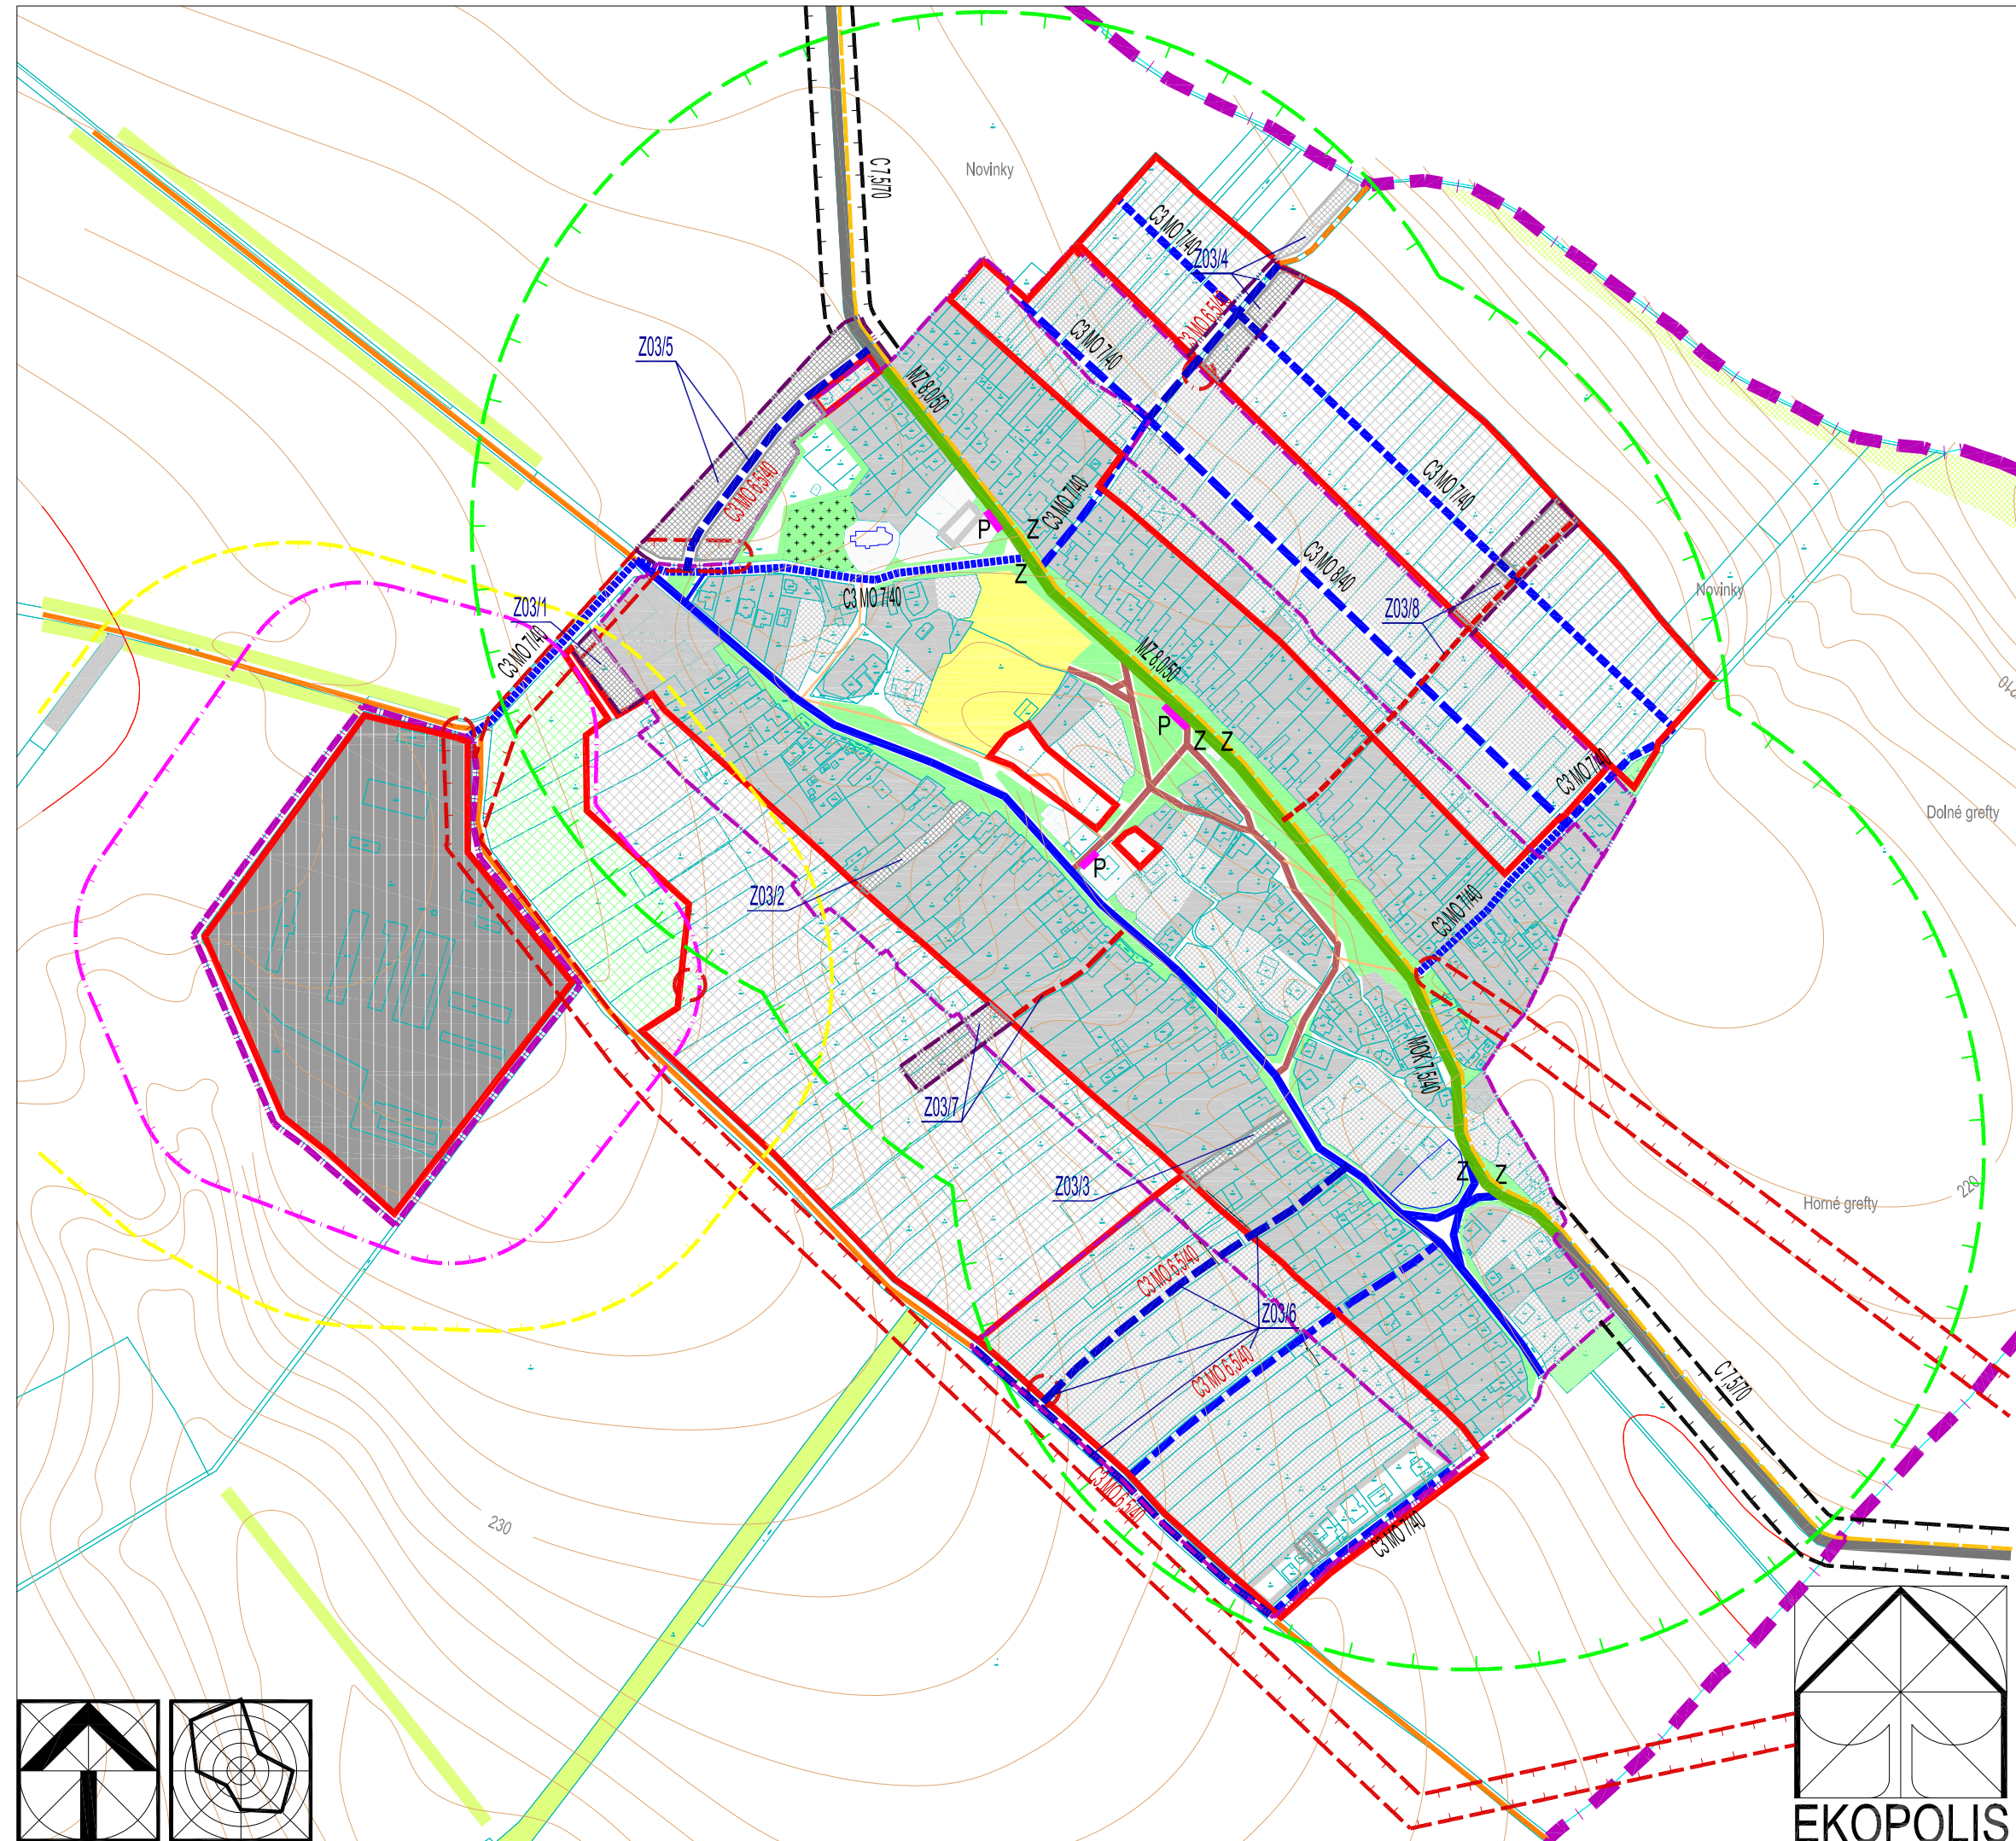 C 7,5/70
Novinky
C3 MO 7/40
Z03/4
C3 MO 6,5/40
Z03/5
C3 MO 7/40
MZ 8,0/50
C3 MO 6,5/40
C3 MO 7/40
C3 MO 7/40
P
Z
Z
C3 MO 8/40
C3 MO 7/40
Z03/1
Z03/8
Novinky
C3 MO 7/40
MZ 8,0/50
210
P
Z
Z
C3 MO 7/40
Dolné grefty
P
Z03/2
C3 MO 7/40
MOK 7,5/40
Z03/7
Z
Z
Z03/3
Horné grefty
220
C3 MO 6,5/40
Z03/6
C3 MO 6,5/40
C 7,5/70
C3 MO 6,5/40
C3 MO 7/40
230
EKOPOLIS